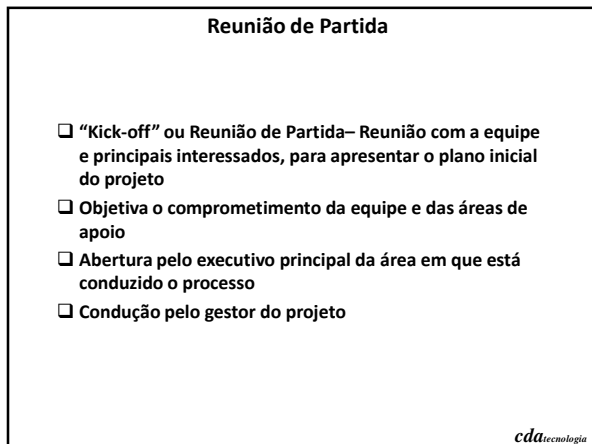 Reunião de Partida
❑ “Kick-off” ou Reunião de Partida– Reunião com a equipe
e principais interessados, para apresentar o plano inicial
do projeto
❑ Objetiva o comprometimento da equipe e das áreas de
apoio
❑ Abertura pelo executivo principal da área em que está
conduzido o processo
❑ Condução pelo gestor do projeto
cdatecnologia